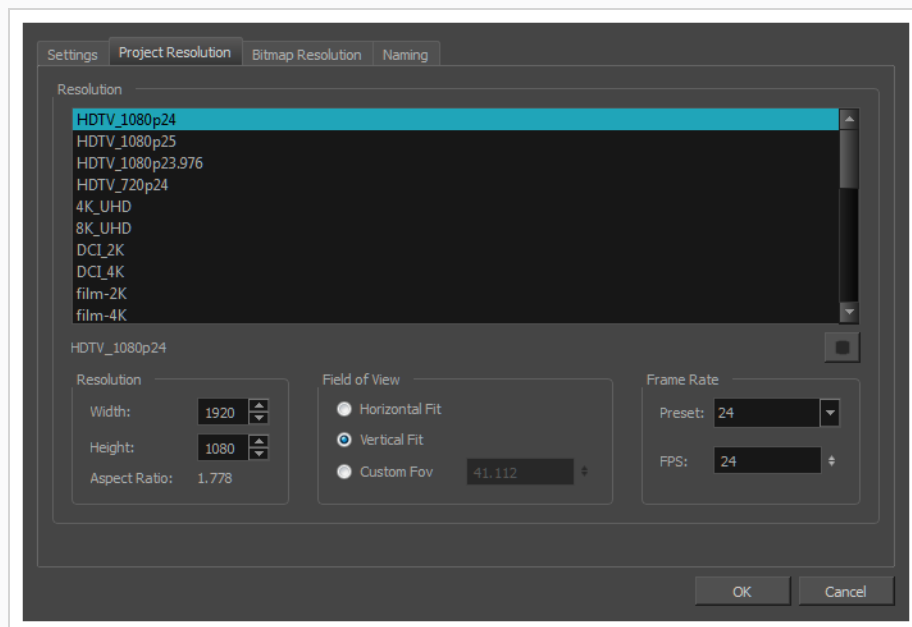 Settings Project Resolution Bitmap Resolution Naming
Resolution
HDTV_1080p24
HDTV_1080p25
HDTV_1080p23.976
HDTV_720p24
4K_UHD
8K_UHD
DCI_2K
DCI_4K
film-2K
film-4K
HDTV_1080p24
Resolution
Width: 1920
Height: 1080
Aspect Ratio: 1.778
Field of View
Horizontal Fit
Vertical Fit
Custom Fov 41.112
Frame Rate
Preset: 24
FPS: 24
OK Cancel